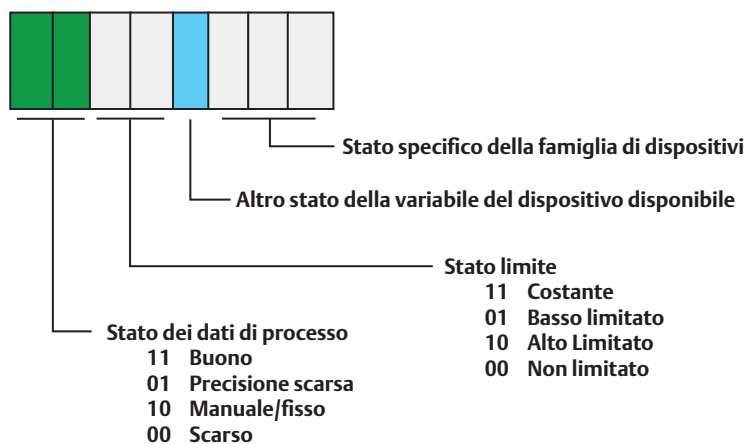 Stato specifico della famiglia di dispositivi
Altro stato della variabile del dispositivo disponibile
Stato limite
11 Costante
01 Basso limitato
10 Alto Limitato
00 Non limitato
Stato dei dati di processo
11 Buono
01 Precisione scarsa
10 Manuale/fisso
00 Scarso